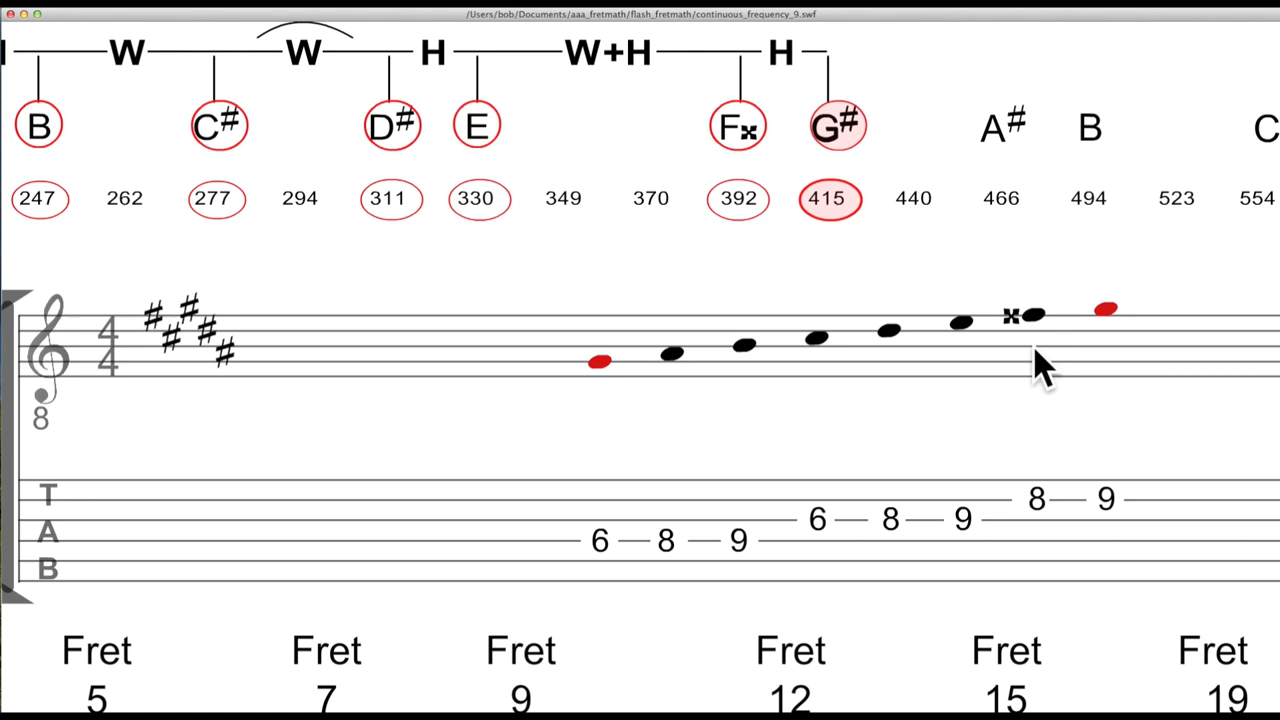 /Users/bob/Documents/aaa_fretmath/flash_fretmath/continuous_frequency_9.swf
W W H W+H H
B C# D# E Fx G# A# B C
247 262 277 294 311 330 349 370 392 415 440 466 494 523 554
4
4
8
T
A
B
6 8 9 6 8 9 8 9
Fret Fret Fret Fret Fret Fret
5 7 9 12 15 19